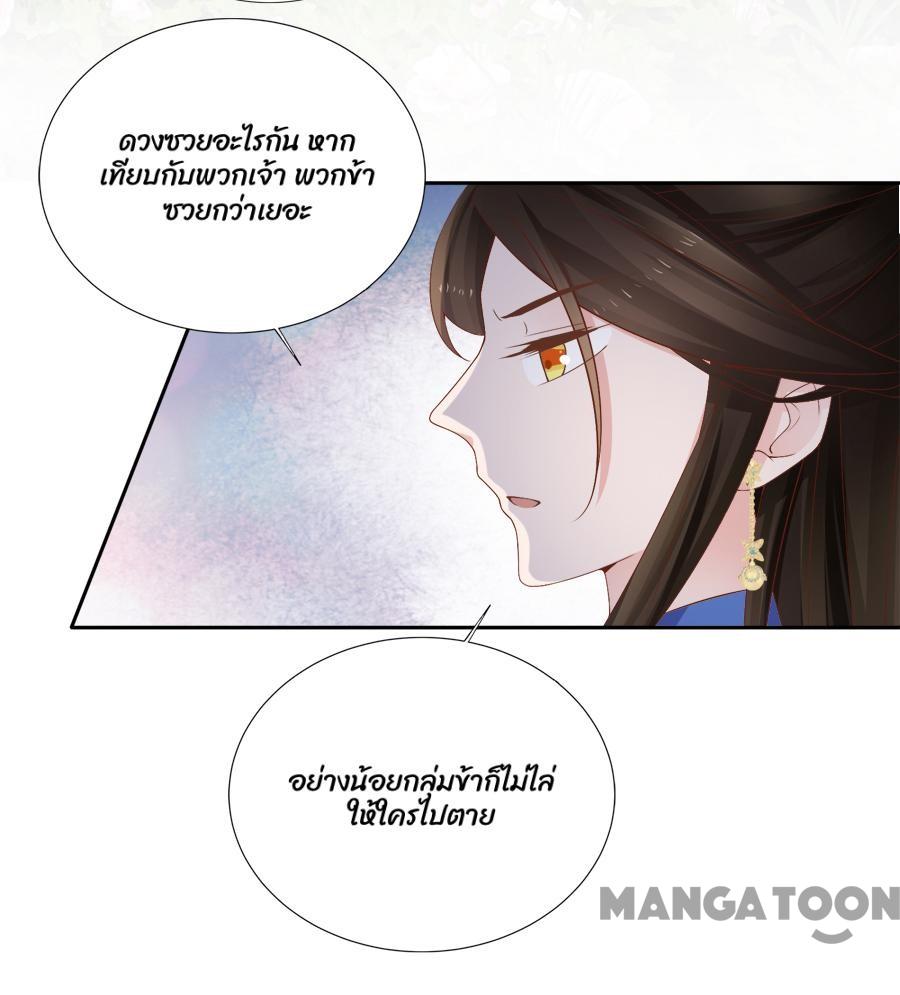 ดวงซวยอะไรกัน หาก
เทียบกับพวกเจ้า พวกข้า
ซวยกว่าเยอะ
อย่างน้อยกลุ่มข้าก็ไม่ไล่
ให้ใครไปตาย
MANGATOON